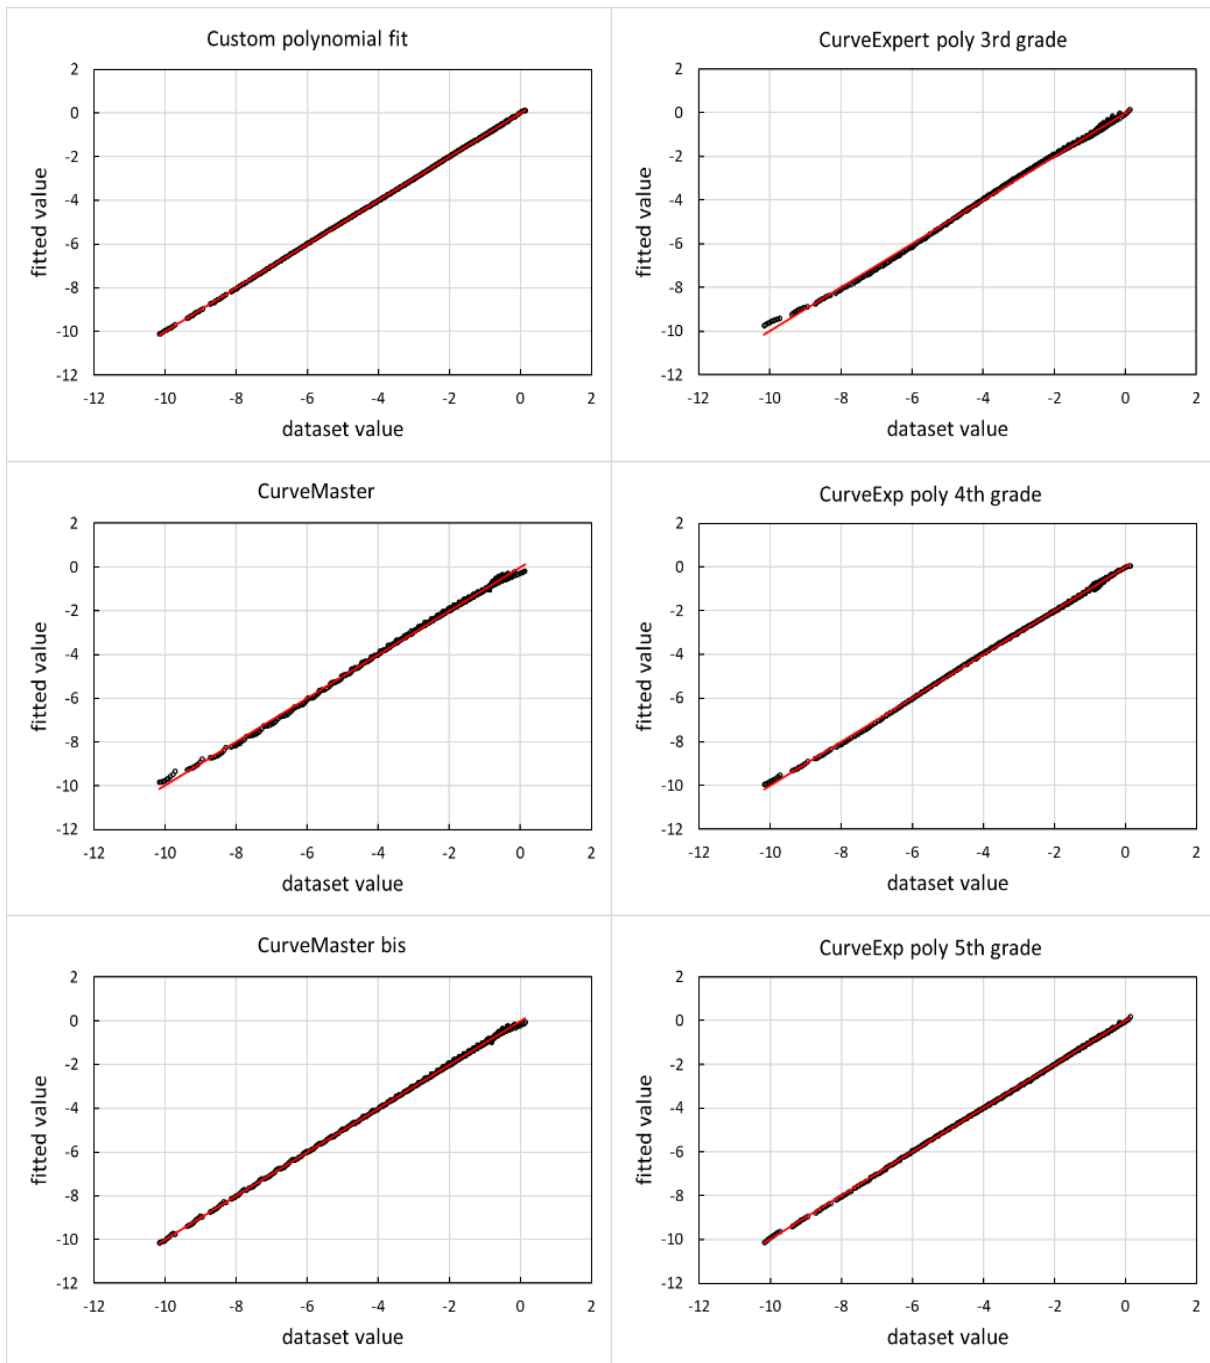 Custom polynomial fit
2
0
-2
-4
-6
-8
-10
-12
fitted value
-12 -10 -8 -6 -4 -2 0 2
dataset value
CurveExpert poly 3rd grade
2
0
-2
-4
-6
-8
-10
-12
fitted value
-12 -10 -8 -6 -4 -2 0 2
dataset value
CurveMaster
2
0
-2
-4
-6
-8
-10
-12
fitted value
-12 -10 -8 -6 -4 -2 0 2
dataset value
CurveExp poly 4th grade
2
0
-2
-4
-6
-8
-10
-12
fitted value
-12 -10 -8 -6 -4 -2 0 2
dataset value
CurveMaster bis
2
0
-2
-4
-6
-8
-10
-12
fitted value
-12 -10 -8 -6 -4 -2 0 2
dataset value
CurveExp poly 5th grade
2
0
-2
-4
-6
-8
-10
-12
fitted value
-12 -10 -8 -6 -4 -2 0 2
dataset value